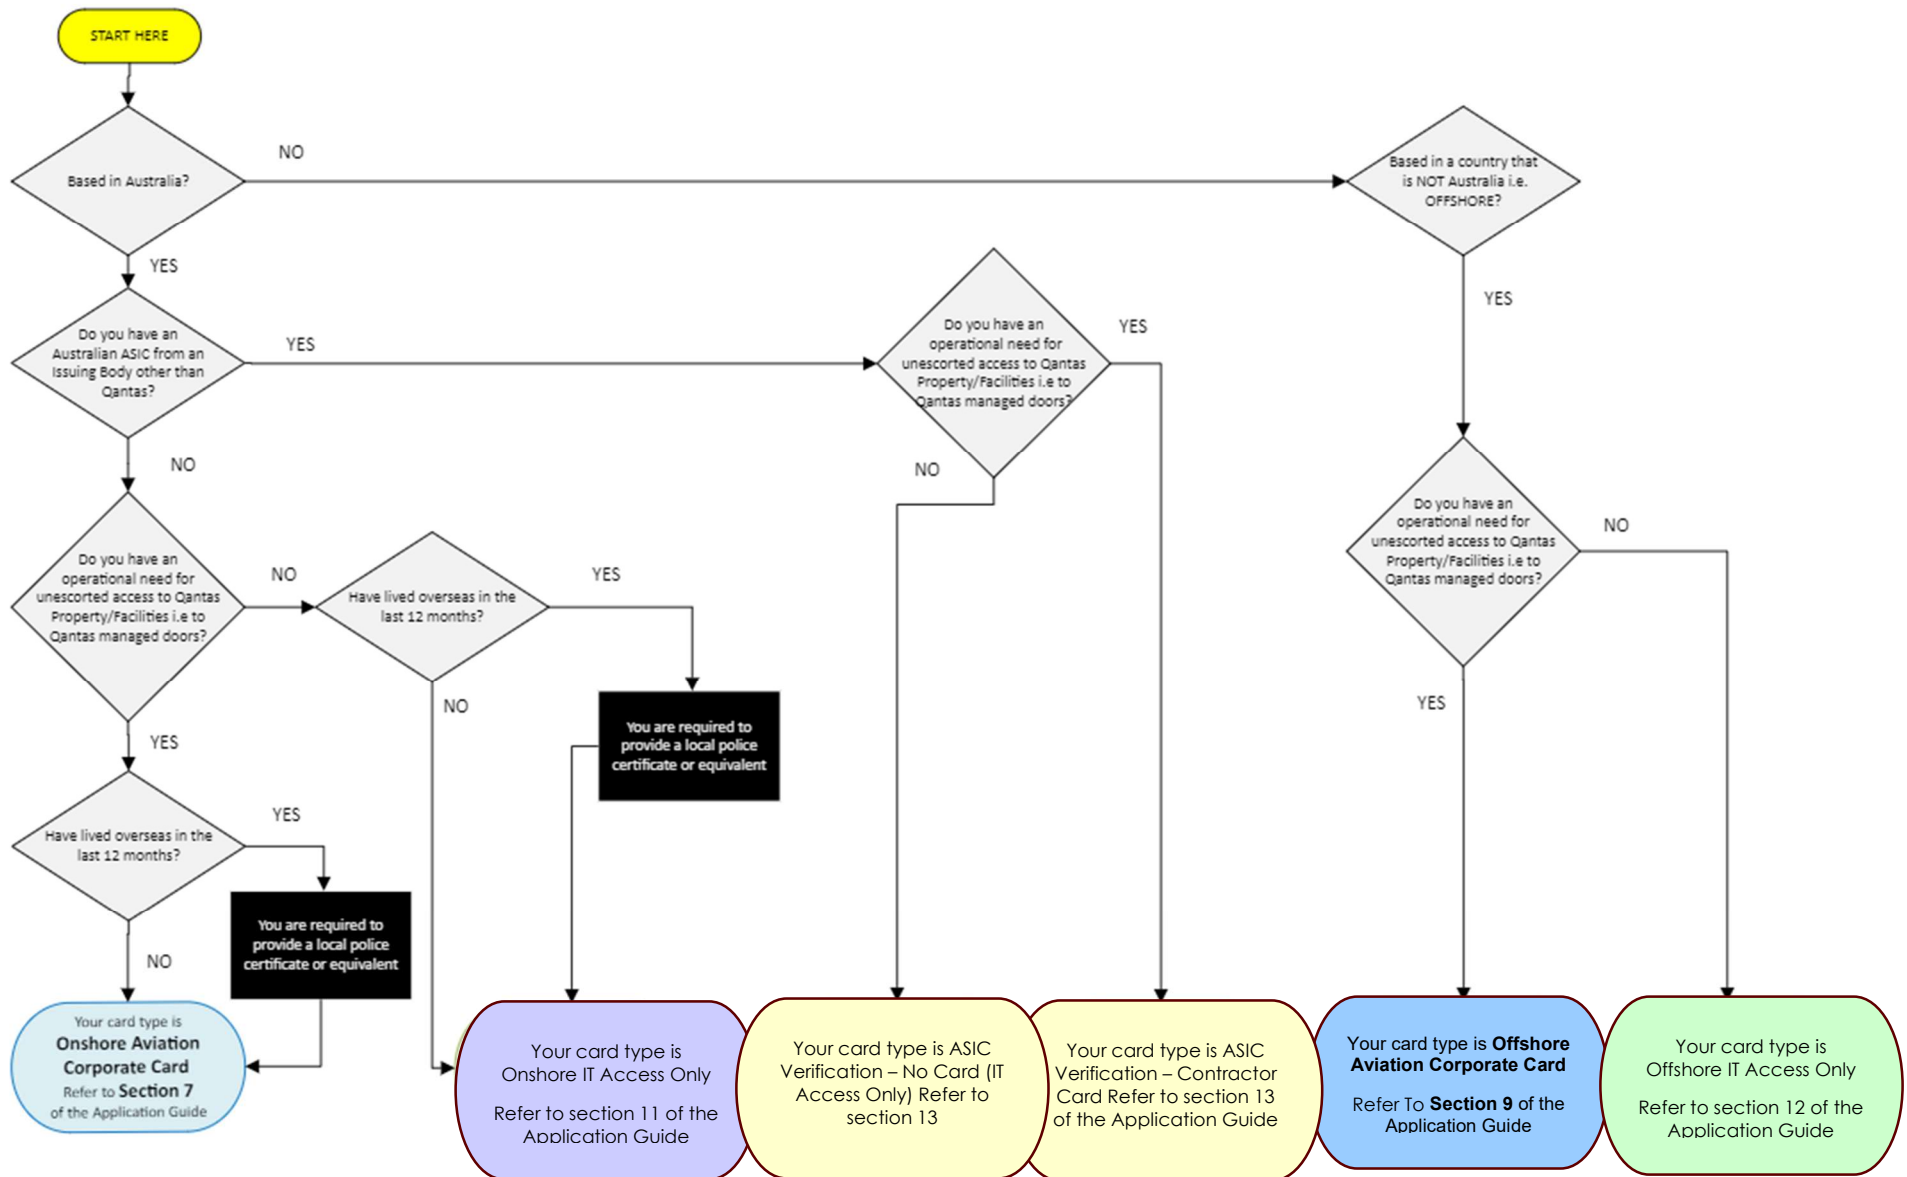 START HERE
NO
Based in Australia?
Based in a country that
is NOT Australia i.e.
OFFSHORE?
YES
YES
Do you have an
Australian ASIC from an
Issuing Body other than
Qantas?
YES
Do you have an
operational need for
unescorted access to Qantas
Property/Facilities i.e to
Qantas managed doors?
YES
NO
NO
Do you have an
operational need for
unescorted access to Qantas
Property/Facilities i.e to
Qantas managed doors?
NO
Do you have an
operational need for
unescorted access to Qantas
Property/Facilities i.e to
Qantas managed doors?
NO
Have lived overseas in the
last 12 months?
YES
NO
YES
You are required to
provide a local police
certificate or equivalent
YES
Have lived overseas in the
last 12 months?
YES
You are required to
provide a local police
certificate or equivalent
NO
Your card type is
Onshore Aviation
Corporate Card
Refer to Section 7
of the Application Guide
Your card type is
Onshore IT Access Only
Refer to section 11 of the
Application Guide
Your card type is ASIC
Verification – No Card (IT
Access Only) Refer to
section 13
Your card type is ASIC
Verification – Contractor
Card Refer to section 13
of the Application Guide
Your card type is Offshore
Aviation Corporate Card
Refer To Section 9 of the
Application Guide
Your card type is
Offshore IT Access Only
Refer to section 12 of the
Application Guide